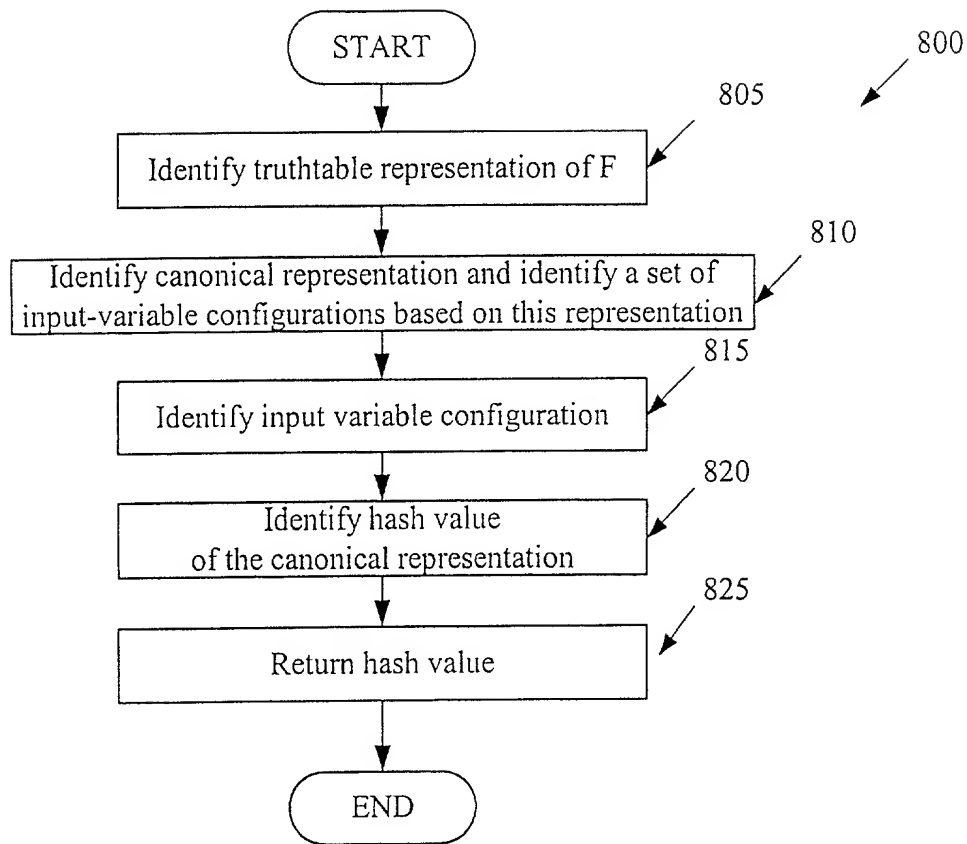 START
800
805
Identify truthtable representation of F
810
Identify canonical representation and identify a set of
input-variable configurations based on this representation
815
Identify input variable configuration
820
Identify hash value
of the canonical representation
825
Return hash value
END